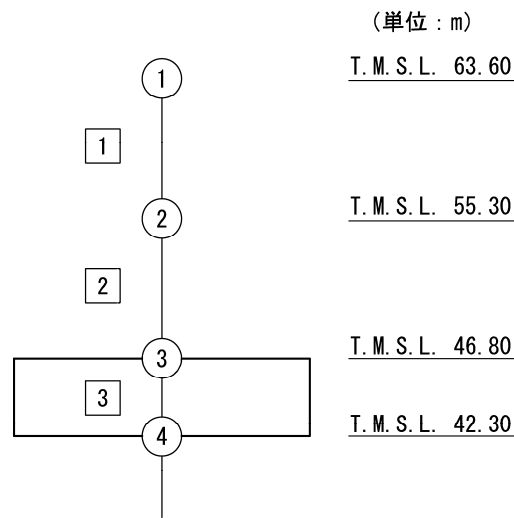 (単位:m)
① T.M.S.L. 63.60
1
② T.M.S.L. 55.30
2
③ T.M.S.L. 46.80
3
④ T.M.S.L. 42.30